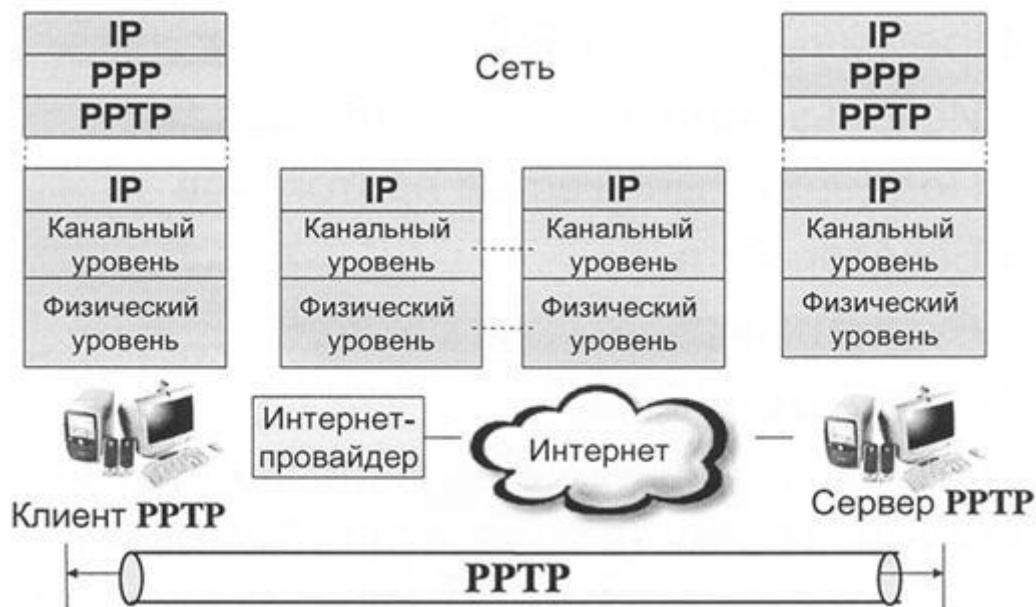 IP
PPP
PPTP
Сеть
IP
PPP
PPTP
IP
Канальный
уровень
Физический
уровень
IP
Канальный
уровень
Физический
уровень
IP
Канальный
уровень
Физический
уровень
IP
Канальный
уровень
Физический
уровень
Интернет-
провайдер
Интернет
Клиент PPTP
Сервер PPTP
PPTP